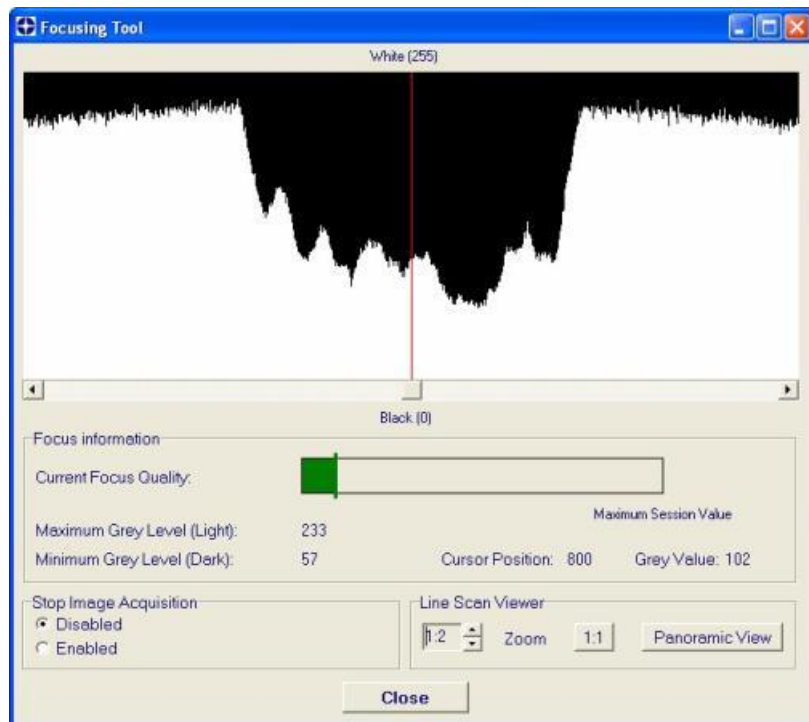 Focusing Tool
White (255)
Black (0)
Focus information
Current Focus Quality:
Maximum Session Value
Maximum Grey Level (Light): 233
Minimum Grey Level (Dark): 57 Cursor Position: 800 Grey Value: 102
Stop Image Acquisition
Disabled
Enabled
Line Scan Viewer
1:2 Zoom 1:1 Panoramic View
Close